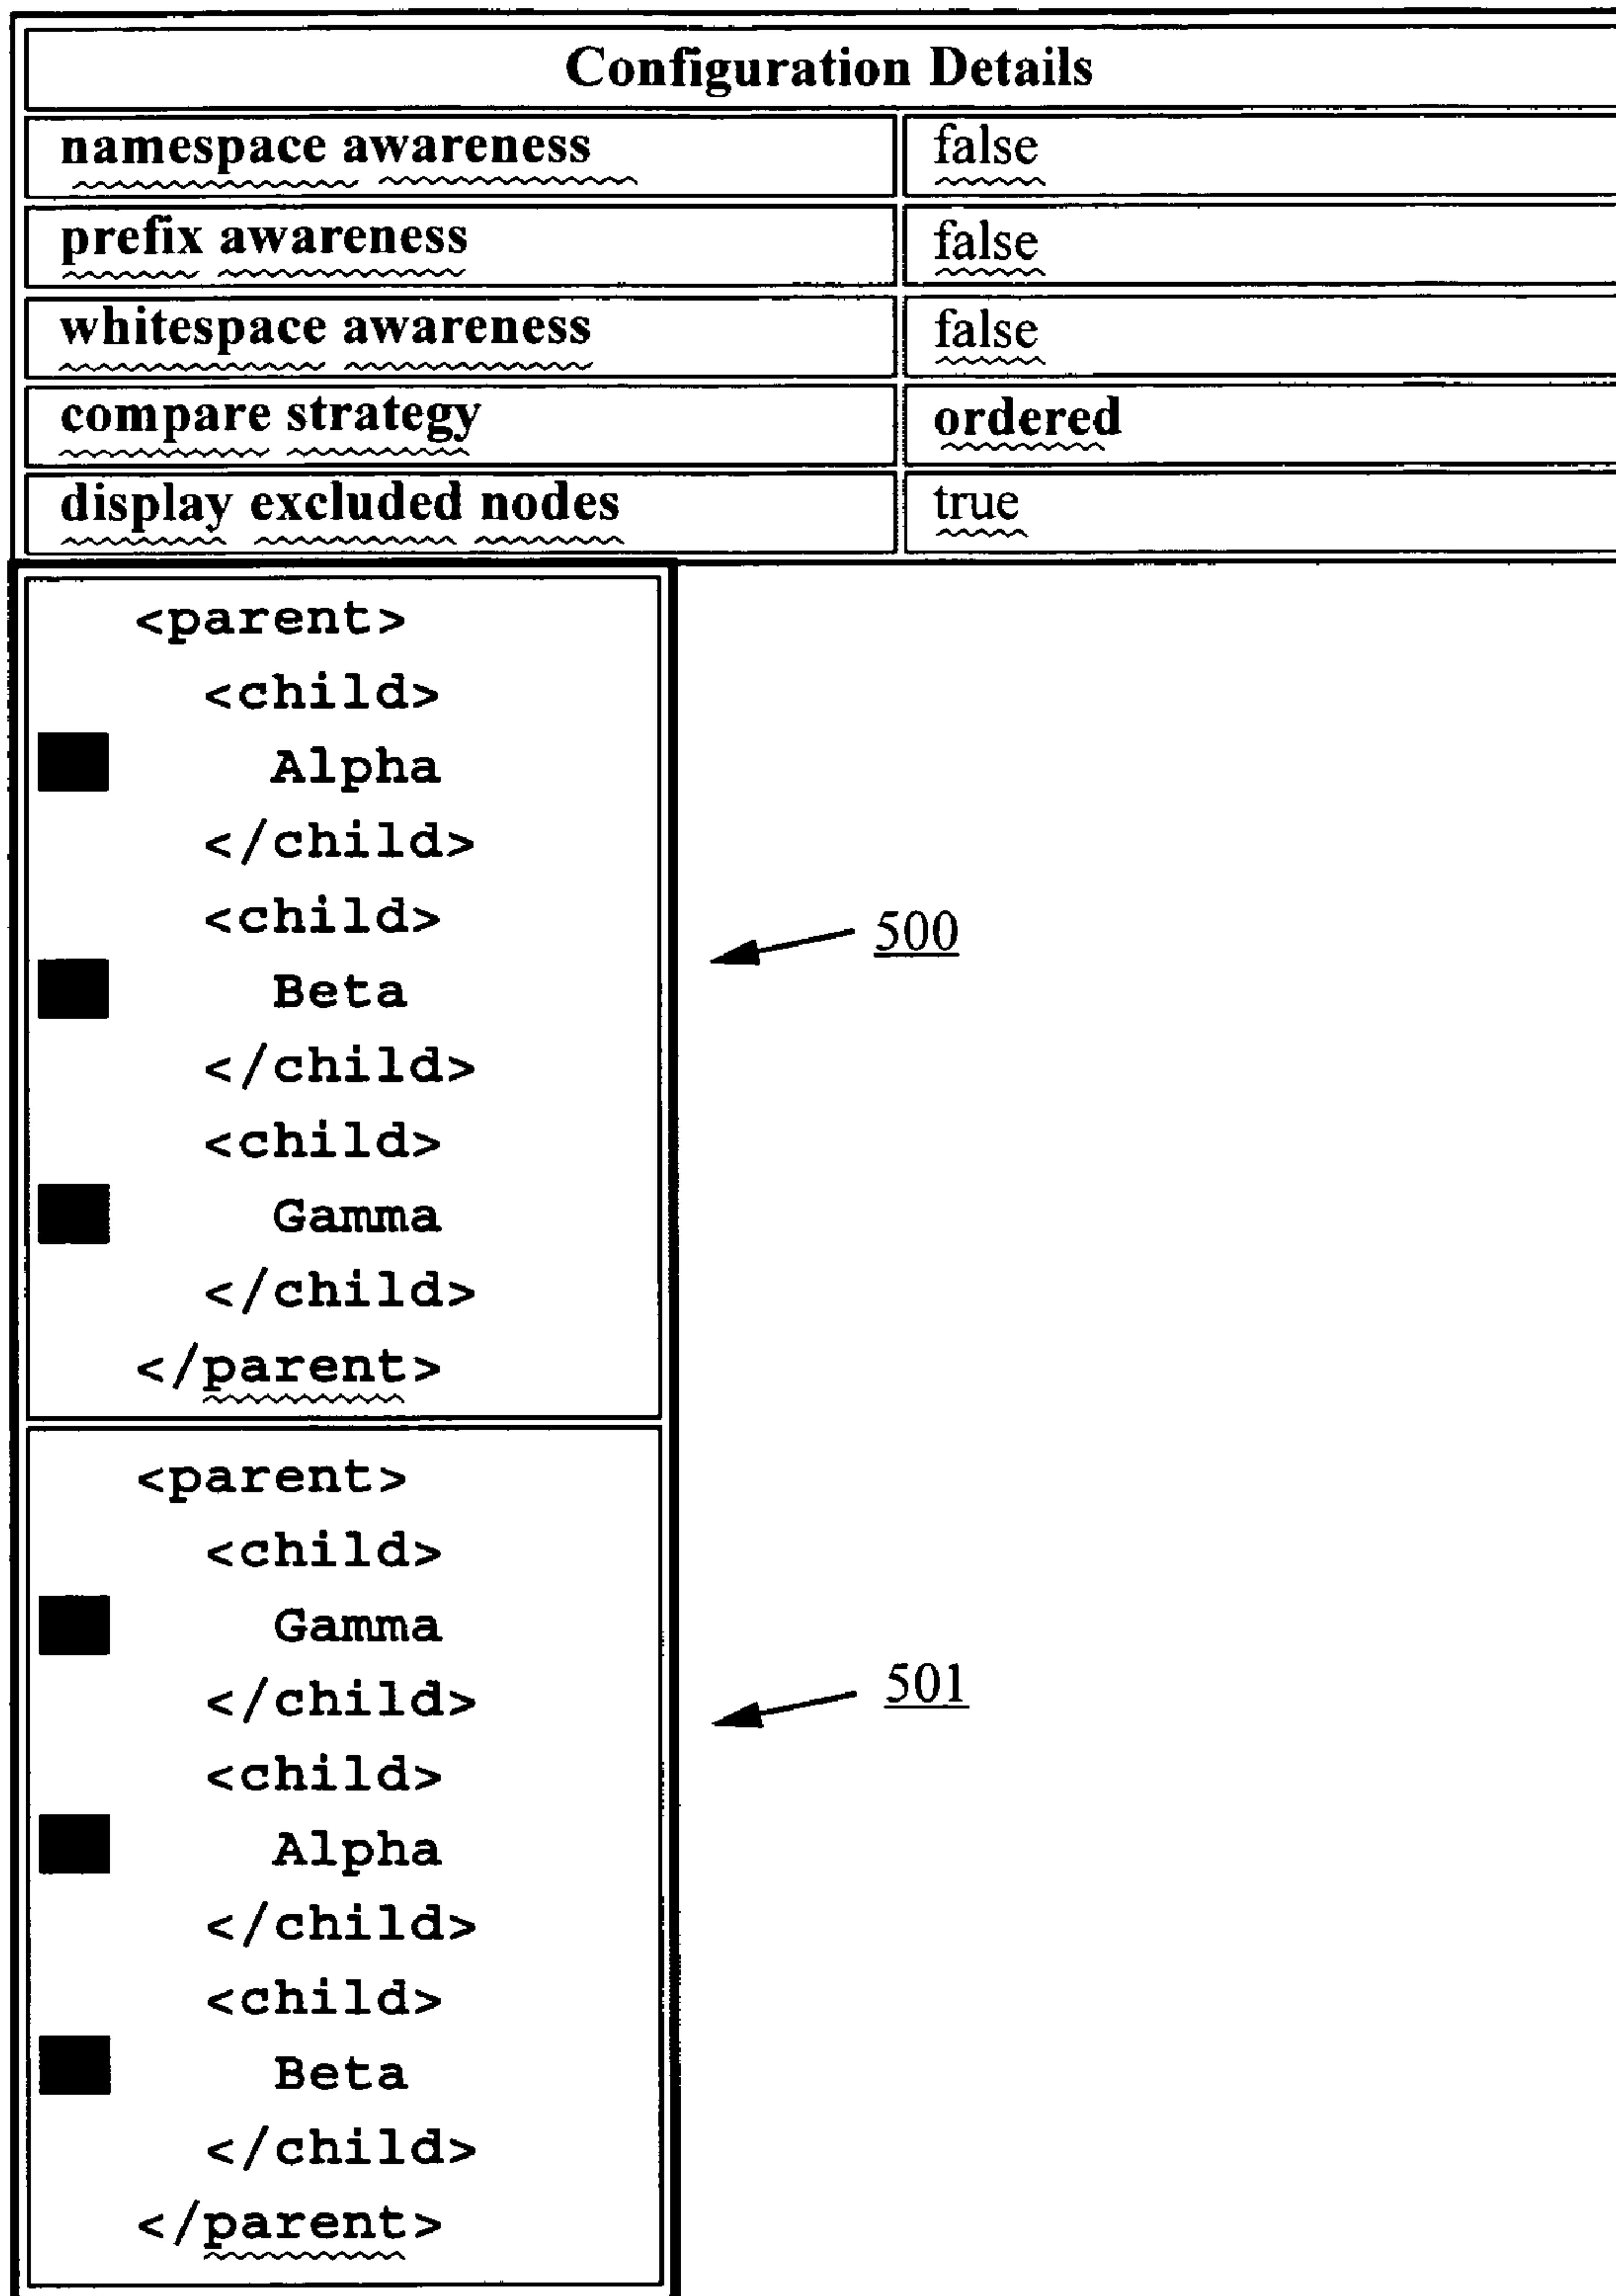 Configuration Details
namespace awareness false
prefix awareness false
whitespace awareness false
compare strategy ordered
display excluded nodes true
<parent>
<child>
Alpha
</child>
<child>
Beta
</child>
<child>
Gamma
</child>
</parent>
500
<parent>
<child>
Gamma
</child>
<child>
Alpha
</child>
<child>
Beta
</child>
</parent>
501